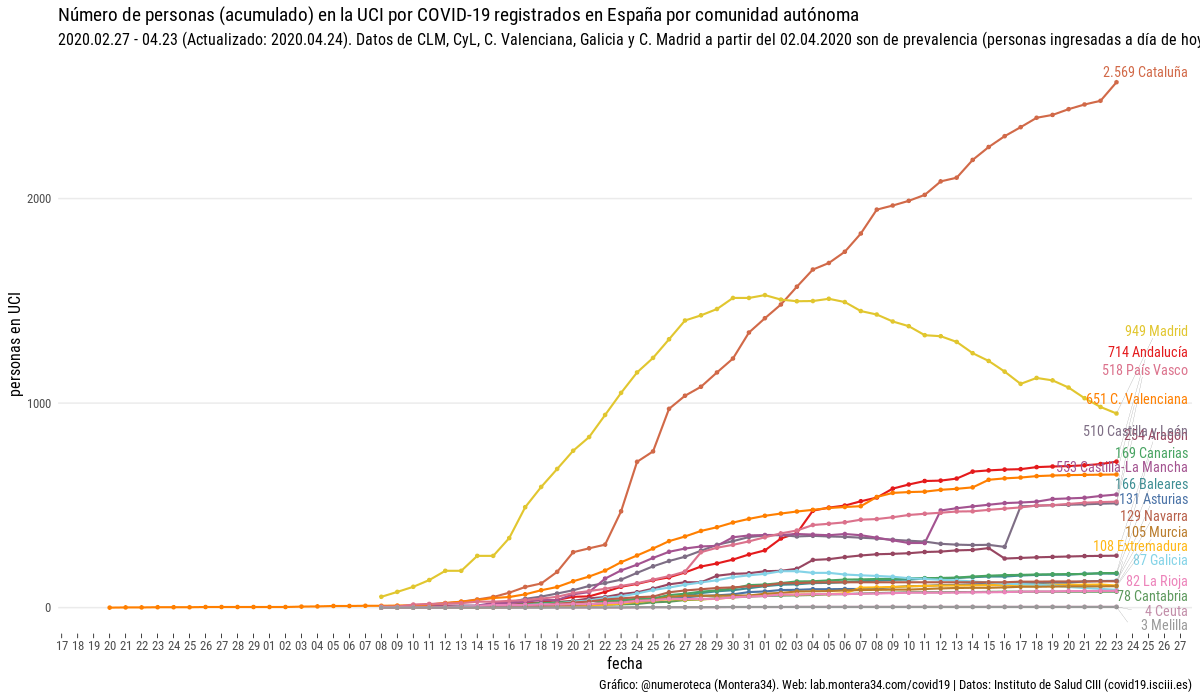 Número de personas (acumulado) en la UCI por COVID-19 registrados en España por comunidad autónoma
2020.02.27 - 04.23 (Actualizado: 2020.04.24). Datos de CLM, CyL, C. Valenciana, Galicia y C. Madrid a partir del 02.04.2020 son de prevalencia (personas ingresadas a día de hoy
2.569 Cataluña
2000
949 Madrid
714 Andalucía
518 País Vasco
personas en UCI
1000
651 C. Valenciana
510 Castilla y León
254 Aragón
169 Canarias
553 Castilla-La Mancha
166 Baleares
131 Asturias
129 Navarra
105 Murcia
108 Extremadura
87 Galicia
82 La Rioja
78 Cantabria
0
4 Ceuta
3 Melilla
17 18 19 20 21 22 23 24 25 26 27 28 29 01 02 03 04 05 06 07 08 09 10 11 12 13 14 15 16 17 18 19 20 21 22 23 24 25 26 27 28 29 30 31 01 02 03 04 05 06 07 08 09 10 11 12 13 14 15 16 17 18 19 20 21 22 23 24 25 26 27
fecha
Gráfico: @numeroteca (Montera34). Web: lab.montera34.com/covid19 | Datos: Instituto de Salud CIII (covid19.isciii.es)